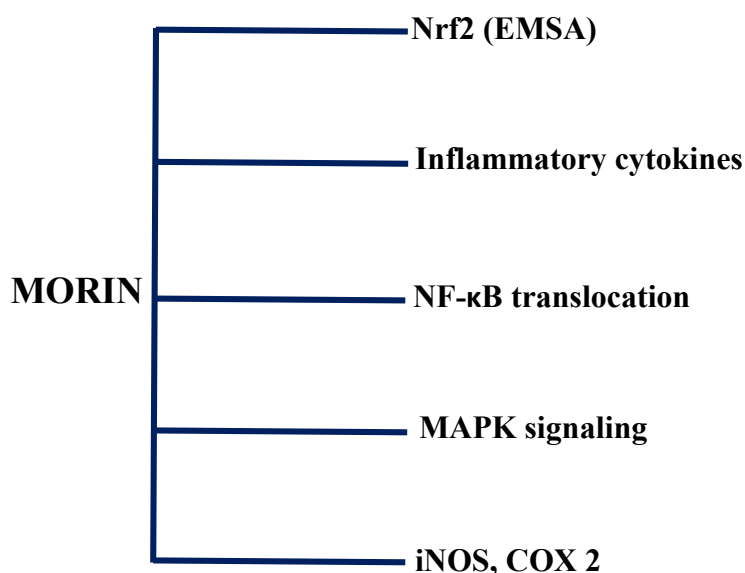 Nrf2 (EMSA)
Inflammatory cytokines
MORIN
NF-κB translocation
MAPK signaling
iNOS, COX 2